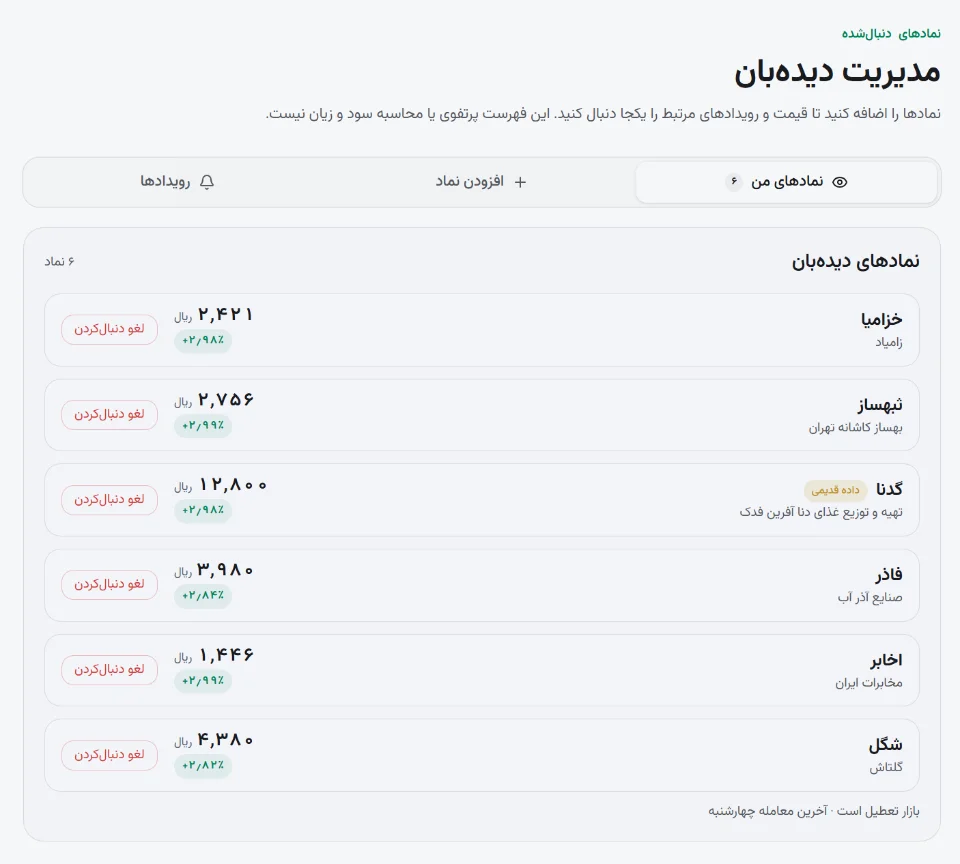 نمادهای دنبال‌شده
مدیریت دیده‌بان
نمادها را اضافه کنید تا قیمت و رویدادهای مرتبط را یکجا دنبال کنید. این فهرست پرتفوی یا محاسبه سود و زیان نیست.
نمادهای من ۶
افزودن نماد
رویدادها
نمادهای دیده‌بان
۶ نماد
خزامیا
زامیاد
۲,۴۲۱ ریال
+۲٫۹۸٪
لغو دنبال‌کردن
ثبهساز
بهساز کاشانه تهران
۲,۷۵۶ ریال
+۲٫۹۹٪
لغو دنبال‌کردن
گدنا داده قدیمی
تهیه و توزیع غذای دنا آفرین فدک
۱۲,۸۰۰ ریال
+۲٫۹۸٪
لغو دنبال‌کردن
فاذر
صنایع آذر آب
۳,۹۸۰ ریال
+۲٫۸۴٪
لغو دنبال‌کردن
اخابر
مخابرات ایران
۱,۴۴۶ ریال
+۲٫۹۹٪
لغو دنبال‌کردن
شگل
گلتاش
۴,۳۸۰ ریال
+۲٫۸۲٪
لغو دنبال‌کردن
بازار تعطیل است · آخرین معامله چهارشنبه